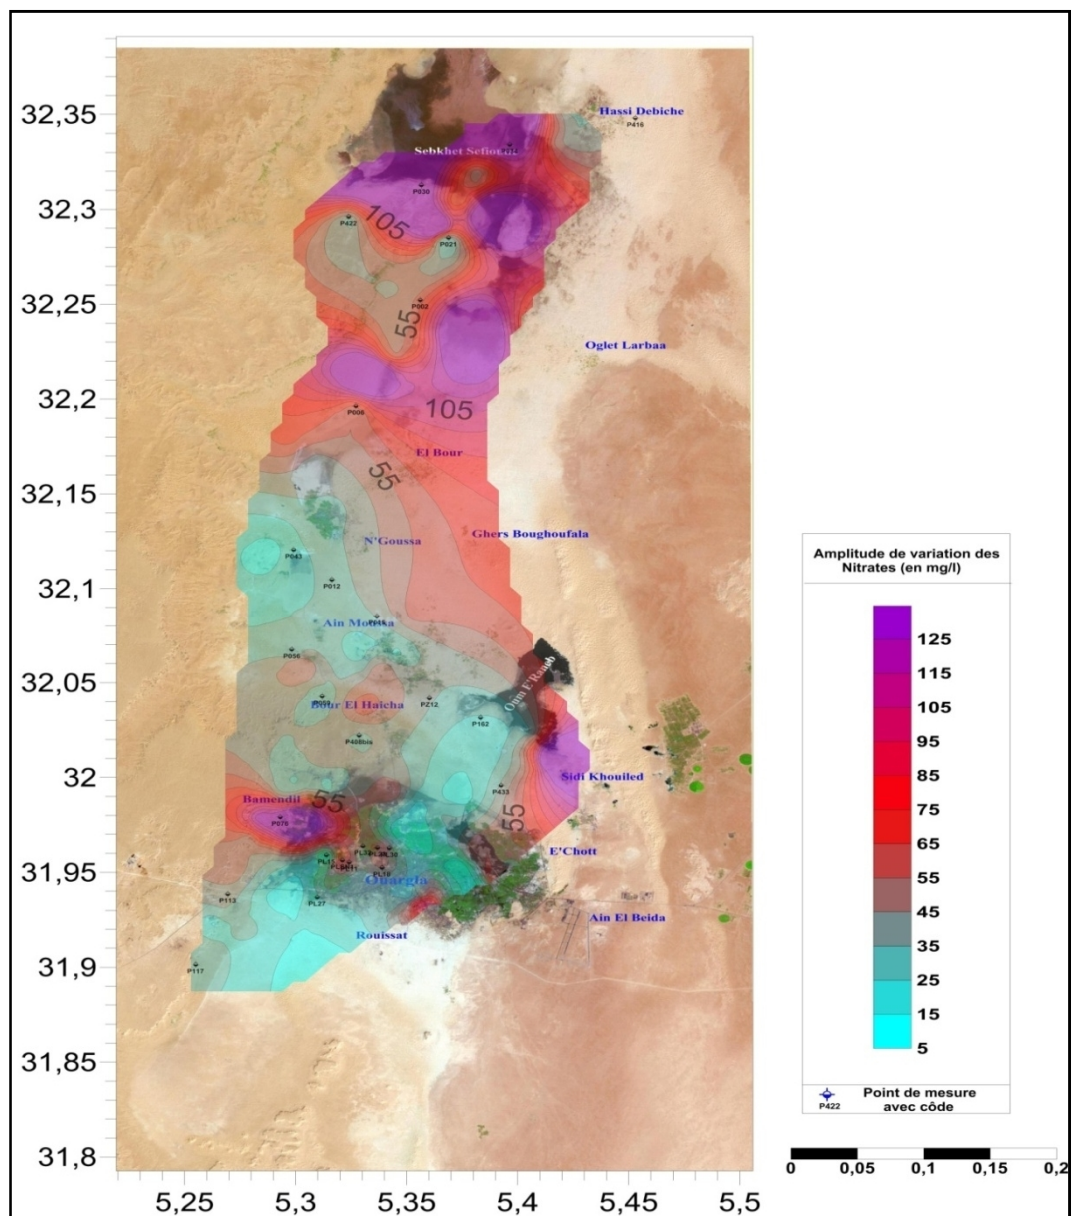 32,35
32,3
32,25
32,2
32,15
32,1
32,05
32
31,95
31,9
31,85
31,8
5,25
5,3
5,35
5,4
5,45
5,5
Hassi Debiche
P416
Sebkhet Sefioune
P030
P422
105
P021
P002
55
Oglet Larbaa
105
P006
El Bour
55
Ghers Boughoufala
N'Goussa
P043
P012
Ain Moussa
P056
Oum E'Raneb
Bour El Haicha
PZ12
P162
P408bis
Sidi Khouiled
P433
Bamendil
55
55
P076
E'Chott
PL18
Ouargla
P113
PL27
Ain El Beida
Rouissat
P117
Amplitude de variation des
Nitrates (en mg/l)
125
115
105
95
85
75
65
55
45
35
25
15
5
P422
Point de mesure
avec côde
0
0,05
0,1
0,15
0,2